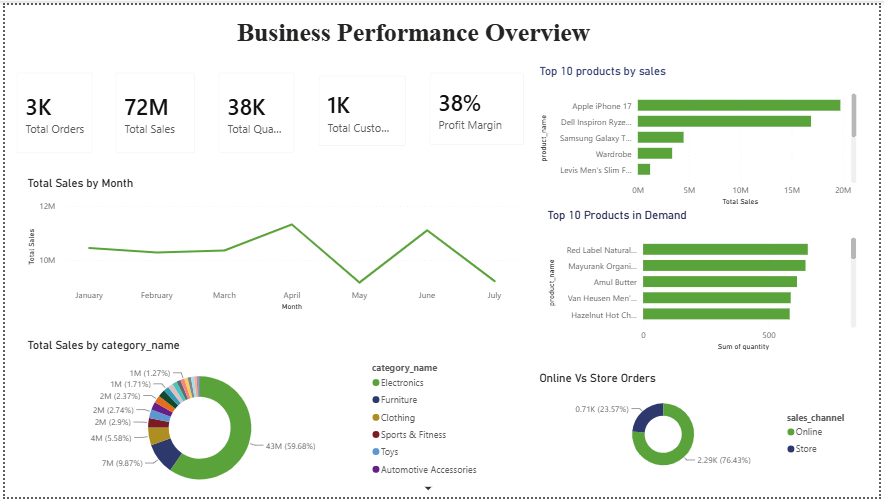 Business Performance Overview
3K
Total Orders
72M
Total Sales
38K
Total Qua...
1K
Total Custo...
38%
Profit Margin
Top 10 products by sales
product_name
Apple iPhone 17
Dell Inspiron Ryze...
Samsung Galaxy T...
Wardrobe
Levis Men's Slim F...
0M 5M 10M 15M 20M
Total Sales
Total Sales by Month
Total Sales
12M
10M
January February March April May June July
Month
Top 10 Products in Demand
product_name
Red Label Natural...
Mayurank Organi...
Amul Butter
Van Heusen Men'...
Hazelnut Hot Ch...
0 500
Sum of quantity
Total Sales by category_name
1M (1.27%)
1M (1.71%)
2M (2.37%)
2M (2.74%)
2M (2.9%)
4M (5.58%)
7M (9.87%)
43M (59.68%)
category_name
Electronics
Furniture
Clothing
Sports & Fitness
Toys
Automotive Accessories
Online Vs Store Orders
0.71K (23.57%)
2.29K (76.43%)
sales_channel
Online
Store